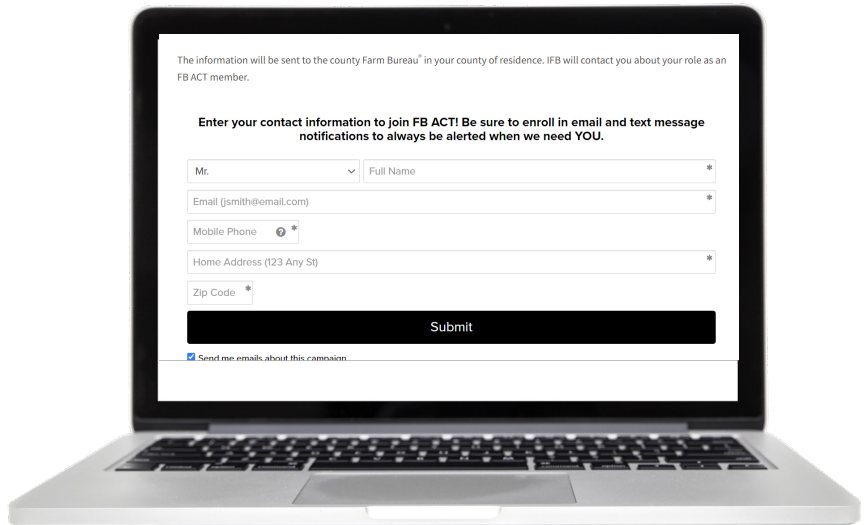 The information will be sent to the county Farm Bureau® in your county of residence. IFB will contact you about your role as an
FB ACT member.
Enter your contact information to join FB ACT! Be sure to enroll in email and text message
notifications to always be alerted when we need YOU.
Mr. Full Name *
Email (jsmith@email.com) *
Mobile Phone ? *
Home Address (123 Any St) *
Zip Code *
Submit
Send me emails about this campaign